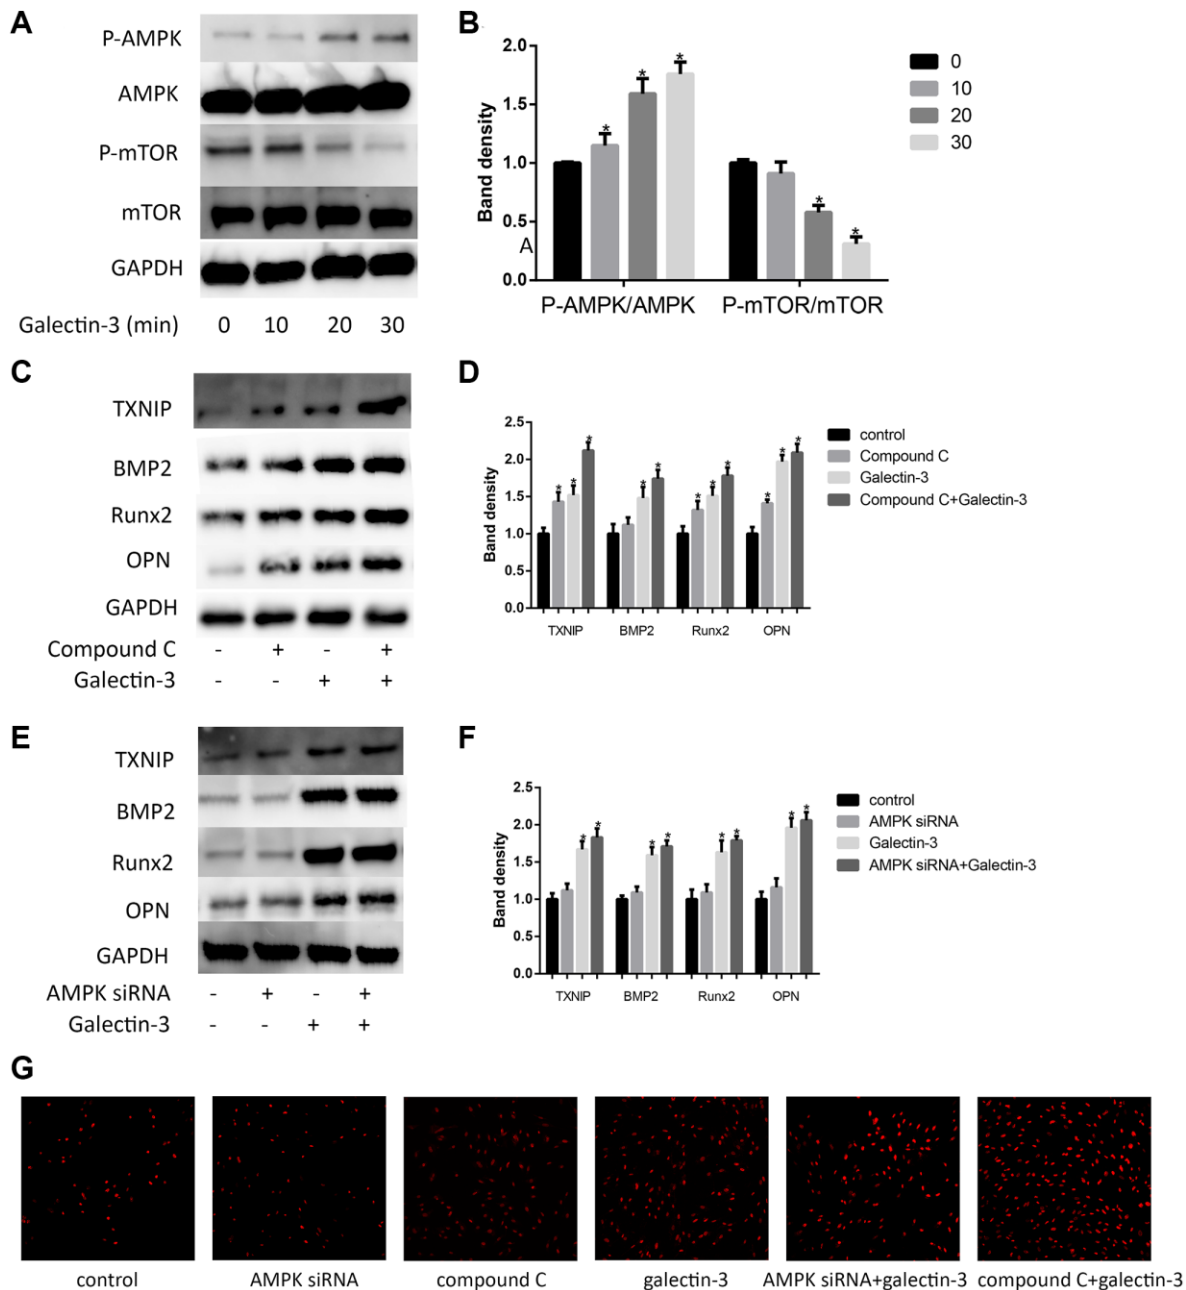 A
P-AMPK
AMPK
P-mTOR
mTOR
GAPDH
Galectin-3 (min) 0 10 20 30
B
Band density
2.0
1.5
1.0
0.5
0.0
A
* * * * *
P-AMPK/AMPK P-mTOR/mTOR
0
10
20
30
C
TXNIP
BMP2
Runx2
OPN
GAPDH
Compound C - + - +
Galectin-3 - - + +
D
Band density
2.5
2.0
1.5
1.0
0.5
0.0
* * * * * * * * * * *
TXNIP BMP2 Runx2 OPN
control
Compound C
Galectin-3
Compound C+Galectin-3
E
TXNIP
BMP2
Runx2
OPN
GAPDH
AMPK siRNA - + - +
Galectin-3 - - + +
F
Band density
2.5
2.0
1.5
1.0
0.5
0.0
* * * * * * * *
TXNIP BMP2 Runx2 OPN
control
AMPK siRNA
Galectin-3
AMPK siRNA+Galectin-3
G
control AMPK siRNA compound C galectin-3 AMPK siRNA+galectin-3 compound C+galectin-3